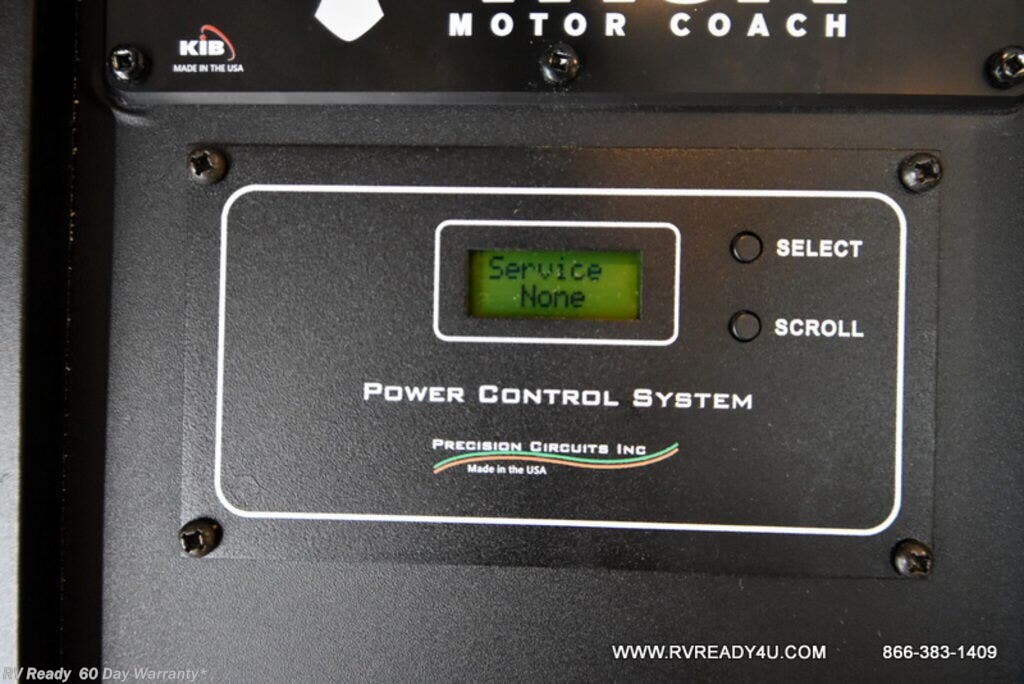 MOTOR COACH
KiB
MADE IN THE USA
Service
None
SELECT
SCROLL
POWER CONTROL SYSTEM
PRECISION CIRCUITS INC
Made in the USA
WWW.RVREADY4U.COM 866-383-1409
RV Ready 60 Day Warranty*